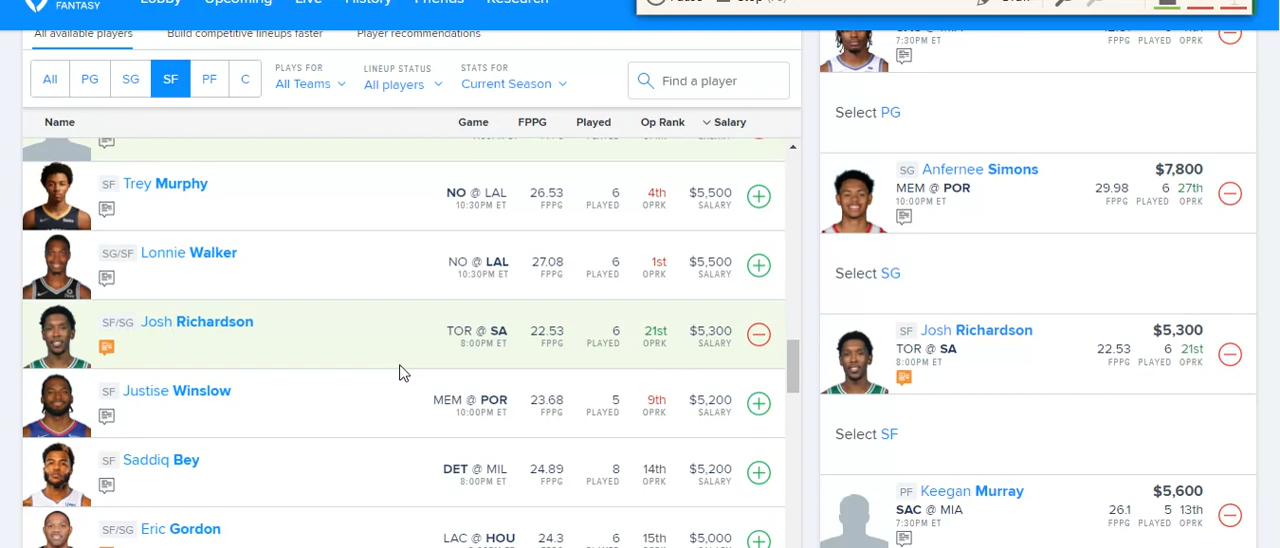 FANTASY
Lobby Upcoming Live History Friends Research
All available players Build competitive lineups faster Player recommendations
All PG SG SF PF C
PLAYS FOR
All Teams
LINEUP STATUS
All players
STATS FOR
Current Season
Find a player
Name Game FPPG Played Op Rank Salary
SF Trey Murphy
NO @ LAL 26.53 6 4th $5,500
10:30PM ET FPPG PLAYED OPRK SALARY
SG/SF Lonnie Walker
NO @ LAL 27.08 6 1st $5,500
10:30PM ET FPPG PLAYED OPRK SALARY
SF/SG Josh Richardson
TOR @ SA 22.53 6 21st $5,300
8:00PM ET FPPG PLAYED OPRK SALARY
SF Justise Winslow
MEM @ POR 23.68 5 9th $5,200
10:00PM ET FPPG PLAYED OPRK SALARY
SF Saddiq Bey
DET @ MIL 24.89 8 14th $5,200
8:00PM ET FPPG PLAYED OPRK SALARY
SF/SG Eric Gordon
LAC @ HOU 24.3 6 15th $5,000
FPPG PLAYED OPRK SALARY
7:30PM ET FPPG PLAYED OPRK
Select PG
SG Anfernee Simons $7,800
MEM @ POR 29.98 6 27th
10:00PM ET FPPG PLAYED OPRK
Select SG
SF Josh Richardson $5,300
TOR @ SA 22.53 6 21st
8:00PM ET FPPG PLAYED OPRK
Select SF
PF Keegan Murray $5,600
SAC @ MIA 26.1 5 13th
7:30PM ET FPPG PLAYED OPRK